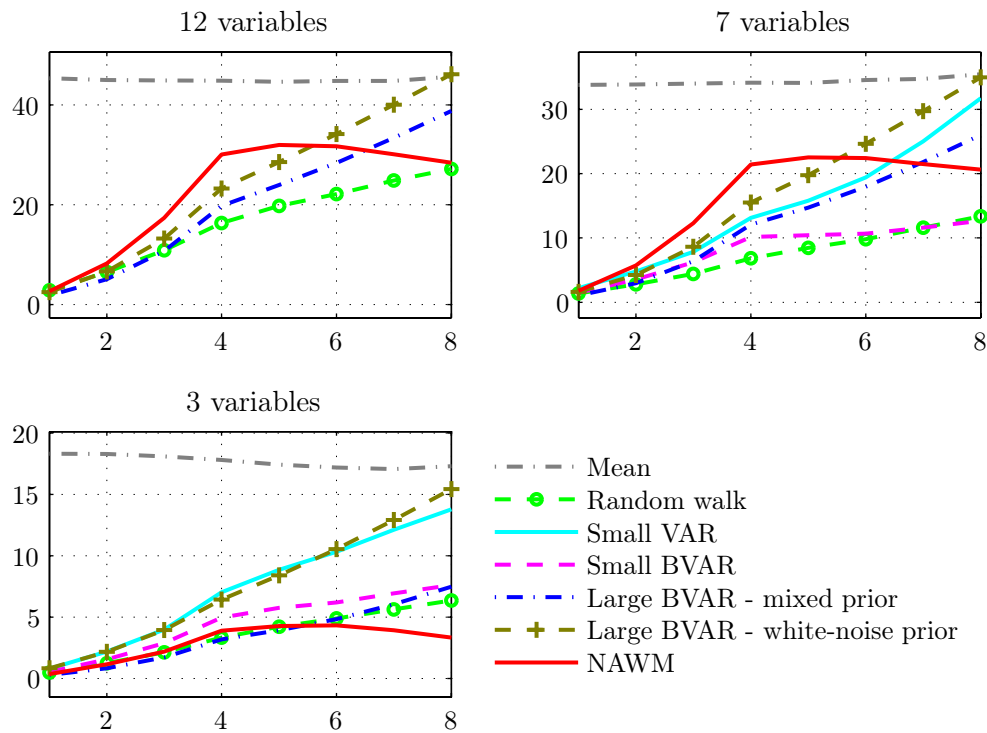 12 variables
40
20
0
2 4 6 8
7 variables
30
20
10
0
2 4 6 8
3 variables
20
15
10
5
0
2 4 6 8
Mean
Random walk
Small VAR
Small BVAR
Large BVAR - mixed prior
Large BVAR - white-noise prior
NAWM